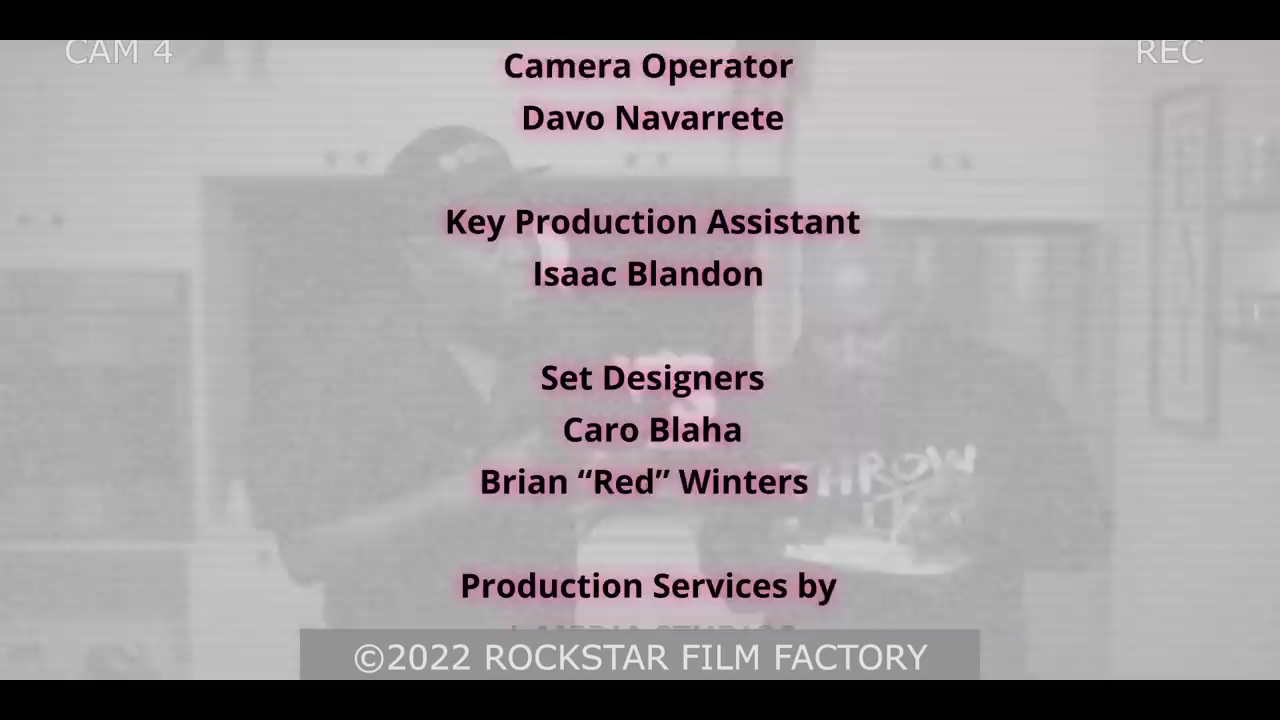 CAM 4
REC
Camera Operator
Davo Navarrete
Key Production Assistant
Isaac Blandon
Set Designers
Caro Blaha
Brian “Red” Winters
THROW
Production Services by
©2022 ROCKSTAR FILM FACTORY